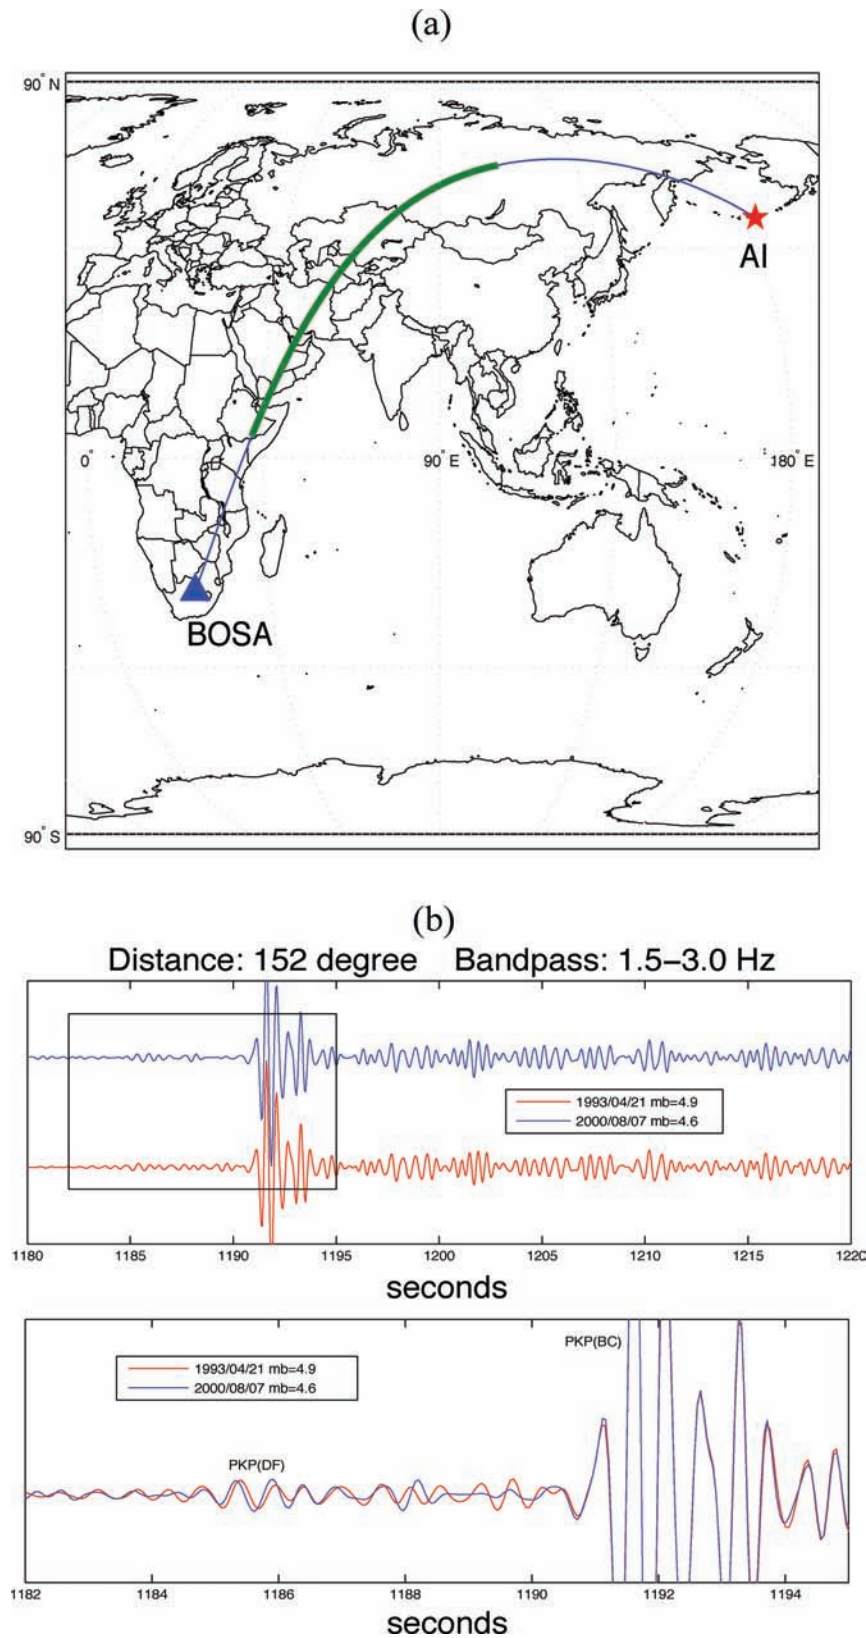 (a)
90° N
AI
0°
90° E
180° E
BOSA
90° S
(b)
Distance: 152 degree Bandpass: 1.5–3.0 Hz
1993/04/21 mb=4.9
2000/08/07 mb=4.6
1180 1185 1190 1195 1200 1205 1210 1215 1220
seconds
PKP(BC)
1993/04/21 mb=4.9
2000/08/07 mb=4.6
PKP(DF)
1182 1184 1186 1188 1190 1192 1194
seconds